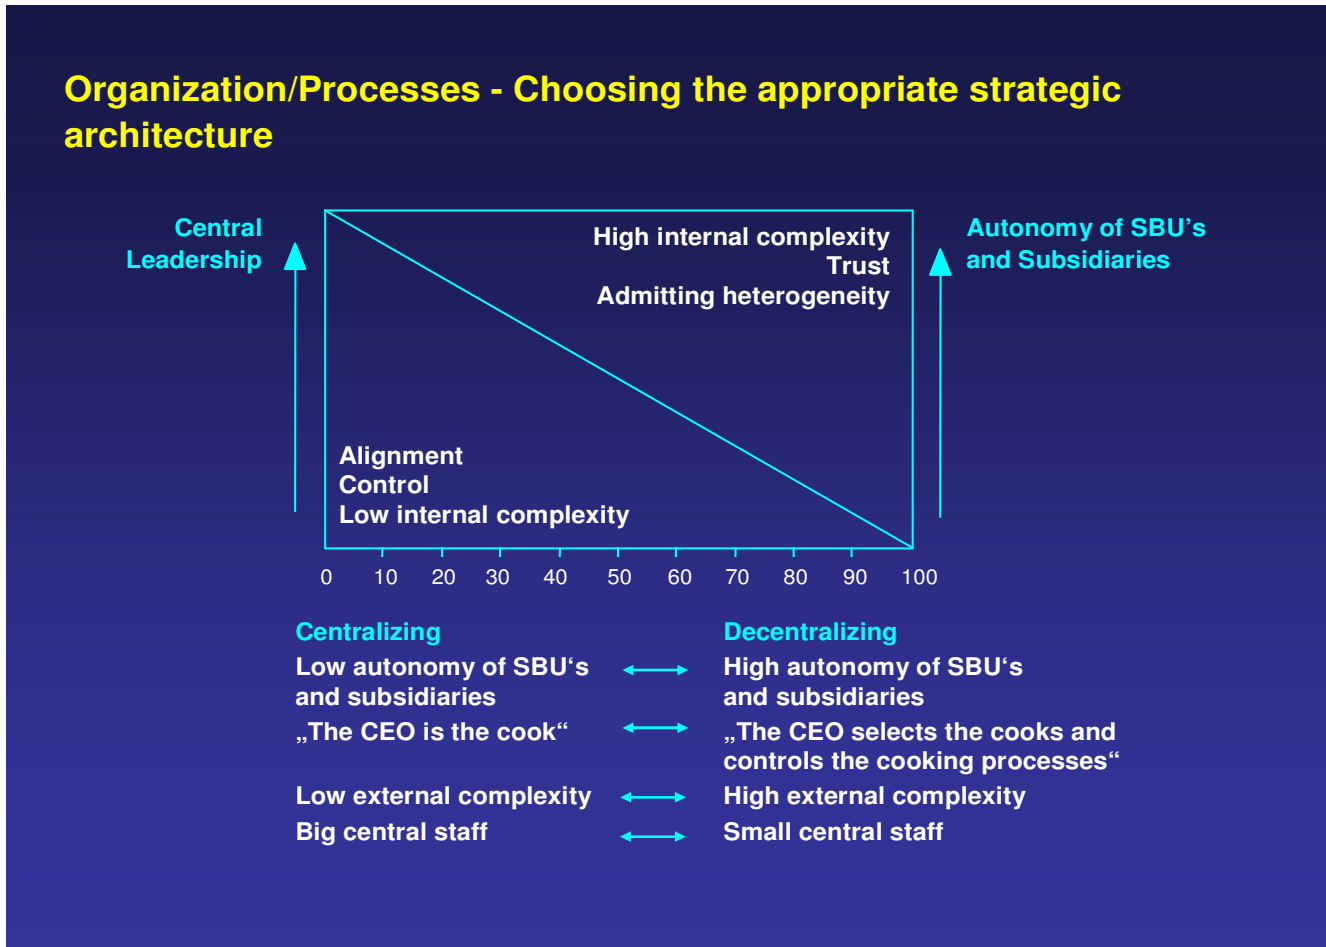 Organization/Processes - Choosing the appropriate strategic
architecture
Central
Leadership
Autonomy of SBU's
and Subsidiaries
High internal complexity
Trust
Admitting heterogeneity
Alignment
Control
Low internal complexity
0 10 20 30 40 50 60 70 80 90 100
Centralizing Decentralizing
Low autonomy of SBU‘s High autonomy of SBU‘s
and subsidiaries and subsidiaries
„The CEO is the cook“ „The CEO selects the cooks and
controls the cooking processes“
Low external complexity High external complexity
Big central staff Small central staff